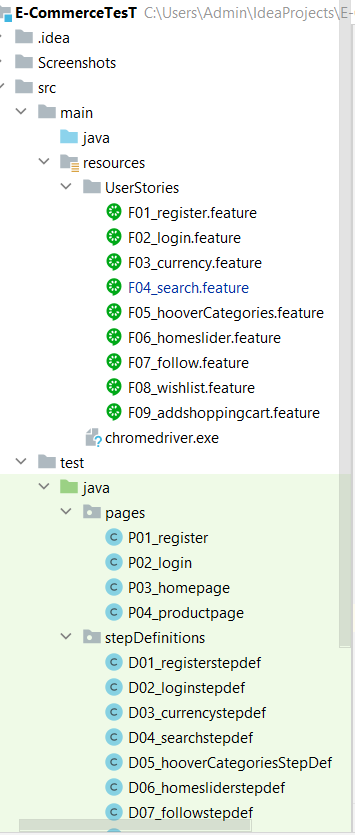 E-CommerceTesT C:\Users\Admin\IdeaProjects\E-
.idea
Screenshots
src
main
java
resources
UserStories
F01_register.feature
F02_login.feature
F03_currency.feature
F04_search.feature
F05_hooverCategories.feature
F06_homeslider.feature
F07_follow.feature
F08_wishlist.feature
F09_addshoppingcart.feature
chromedriver.exe
test
java
pages
C P01_register
C P02_login
C P03_homepage
C P04_productpage
stepDefinitions
C D01_registerstepdef
C D02_loginstepdef
C D03_currencystepdef
C D04_searchstepdef
C D05_hooverCategoriesStepDef
C D06_homesliderstepdef
C D07_followstepdef